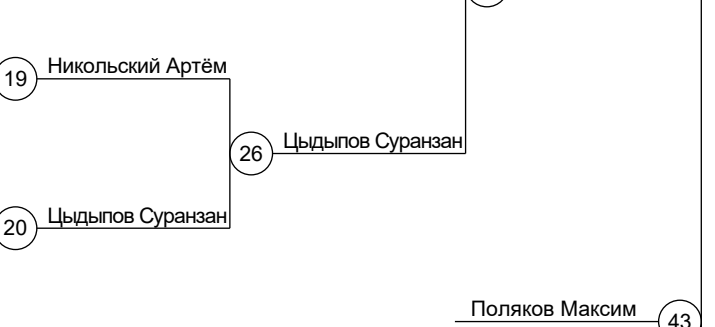 19 Никольский Артём
26 Цыдыпов Суранзан
20 Цыдыпов Суранзан
Поляков Максим 43